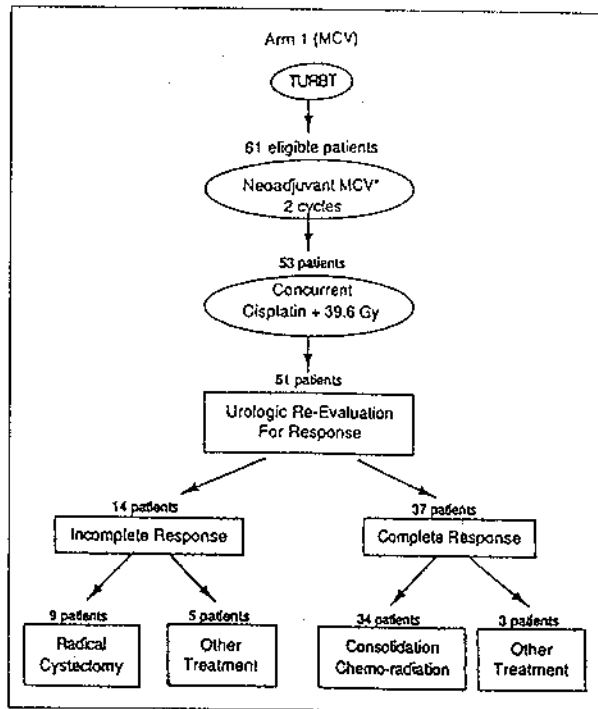 Arm 1 (MCV)
TURBT
61 eligible patients
Neoadjuvant MCV*
2 cycles
53 patients
Concurrent
Cisplatin + 39.6 Gy
51 patients
Urologic Re-Evaluation
For Response
14 patients
Incomplete Response
37 patients
Complete Response
9 patients
Radical
Cystectomy
5 patients
Other
Treatment
34 patients
Consolidation
Chemo-radiation
3 patients
Other
Treatment